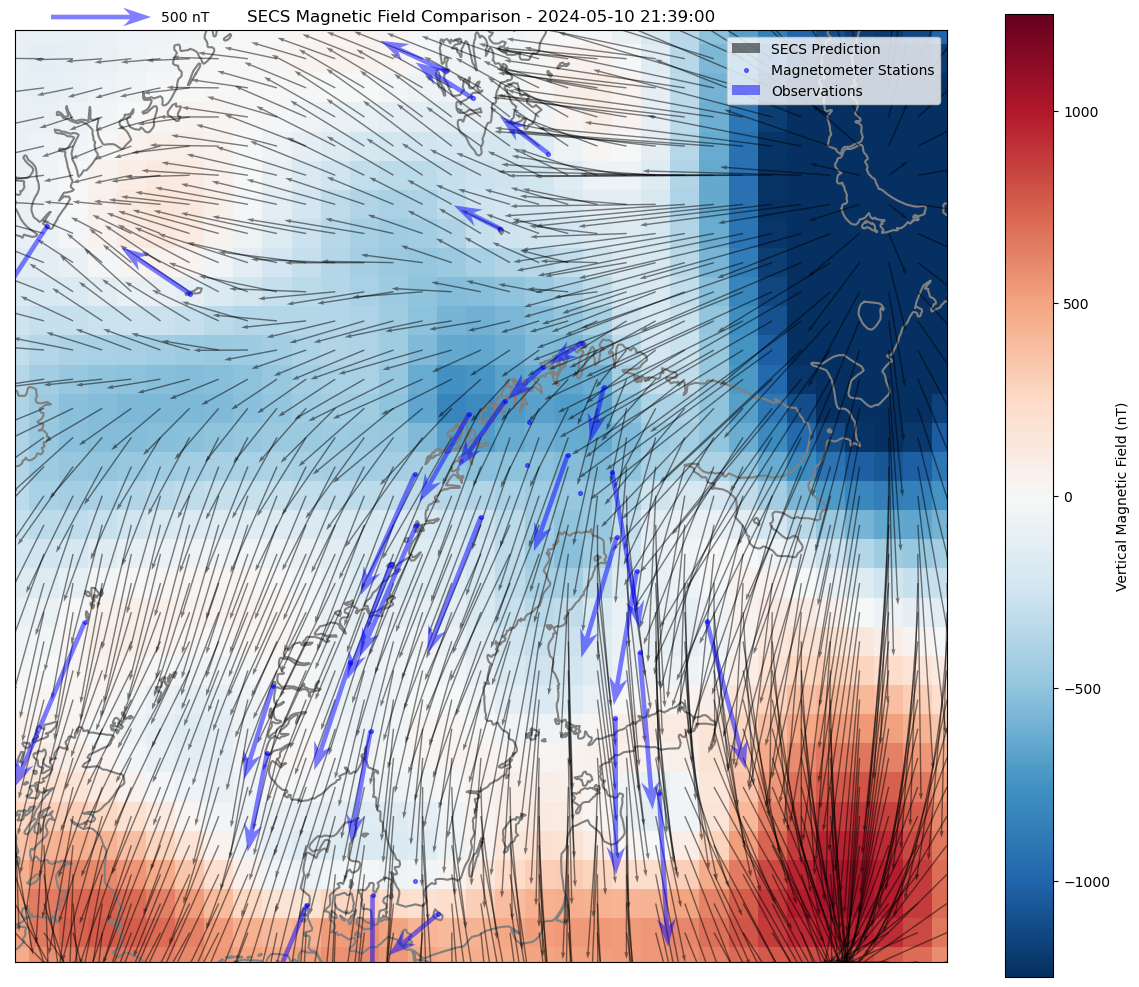 500 nT
SECS Magnetic Field Comparison - 2024-05-10 21:39:00
SECS Prediction
Magnetometer Stations
Observations
1000
500
0
−500
−1000
Vertical Magnetic Field (nT)